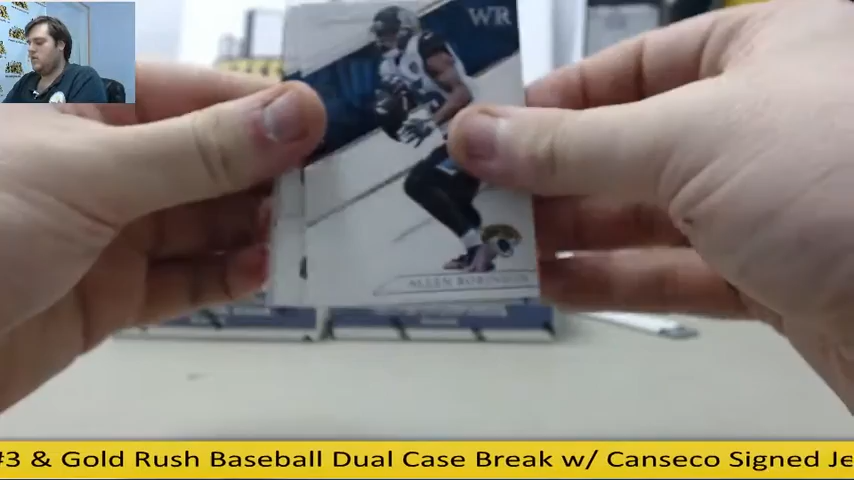 WR
ALLEN ROBINSON
#3 & Gold Rush Baseball Dual Case Break w/ Canseco Signed Je